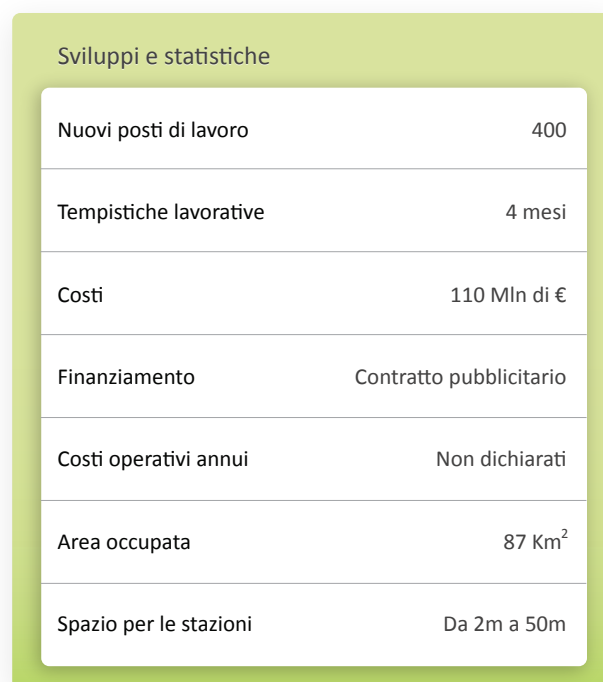 Sviluppi e statistiche
Nuovi posti di lavoro 400
Tempistiche lavorative 4 mesi
Costi 110 Mln di €
Finanziamento Contratto pubblicitario
Costi operativi annui Non dichiarati
Area occupata 87 Km²
Spazio per le stazioni Da 2m a 50m